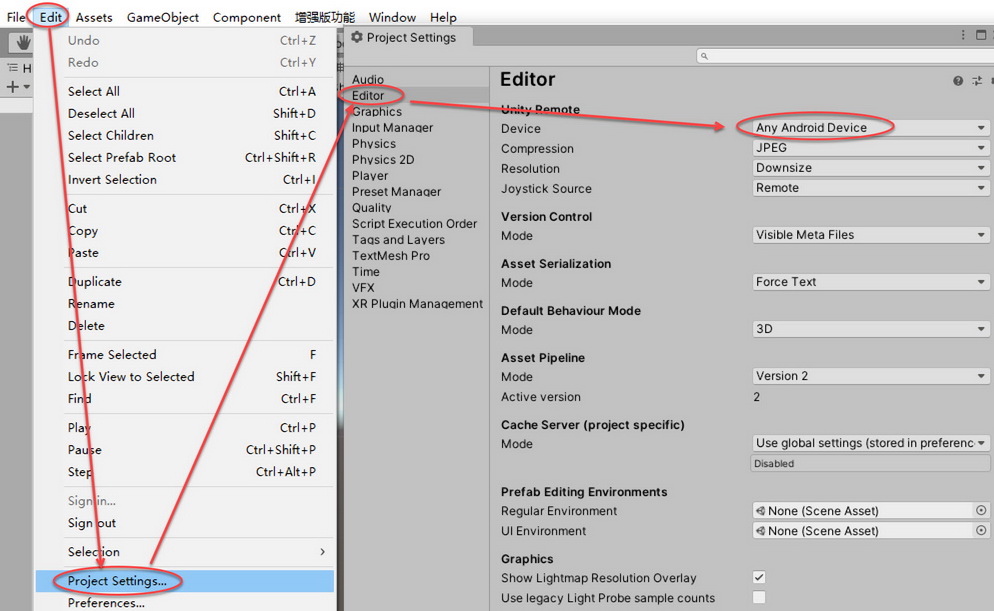 File Edit Assets GameObject Component 增强版功能 Window Help
Undo Ctrl+Z
Redo Ctrl+Y
Select All Ctrl+A
Deselect All Shift+D
Select Children Shift+C
Select Prefab Root Ctrl+Shift+R
Invert Selection Ctrl+I
Cut Ctrl+X
Copy Ctrl+C
Paste Ctrl+V
Duplicate Ctrl+D
Rename
Delete
Frame Selected F
Lock View to Selected Shift+F
Find Ctrl+F
Play Ctrl+P
Pause Ctrl+Shift+P
Step Ctrl+Alt+P
Sign in...
Sign out
Selection
Project Settings...
Preferences...
Project Settings
Audio
Editor
Graphics
Input Manager
Physics
Physics 2D
Player
Preset Manager
Quality
Script Execution Order
Tags and Layers
TextMesh Pro
Time
VFX
XR Plugin Management
Editor
Unity Remote
Device Any Android Device
Compression JPEG
Resolution Downsize
Joystick Source Remote
Version Control
Mode Visible Meta Files
Asset Serialization
Mode Force Text
Default Behaviour Mode
Mode 3D
Asset Pipeline
Mode Version 2
Active version 2
Cache Server (project specific)
Mode Use global settings (stored in preferenc
Disabled
Prefab Editing Environments
Regular Environment None (Scene Asset)
UI Environment None (Scene Asset)
Graphics
Show Lightmap Resolution Overlay
Use legacy Light Probe sample counts